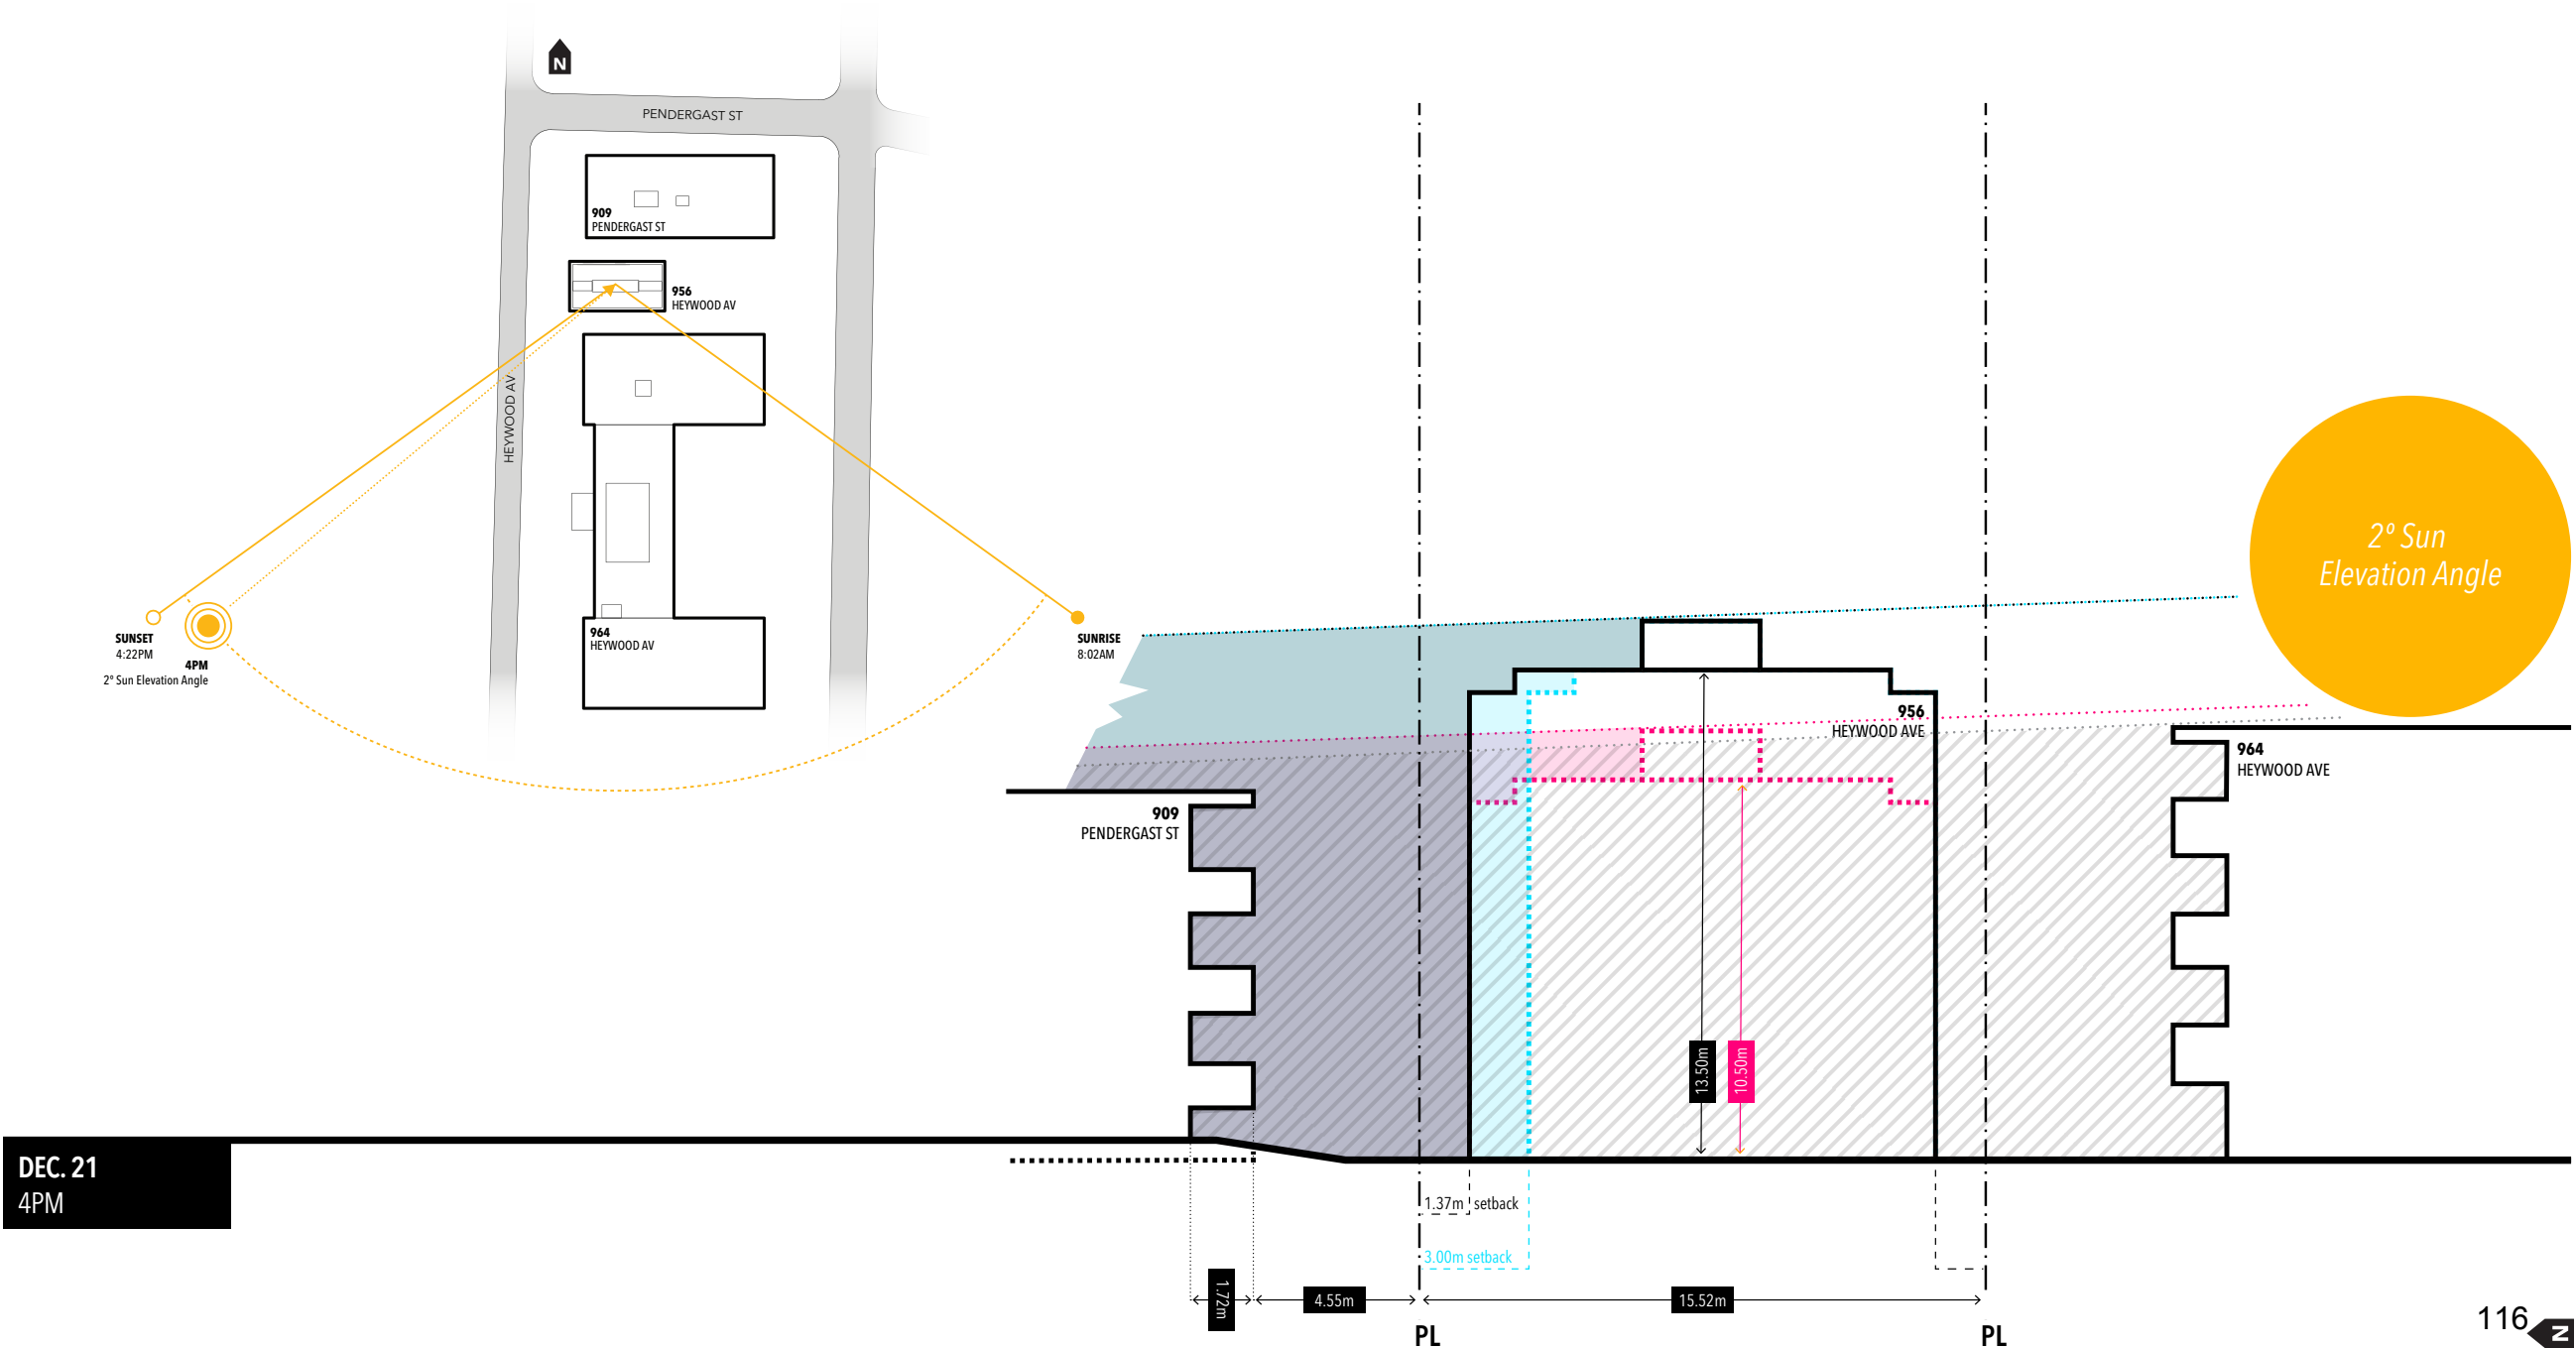 N
PENDERGAST ST
909
PENDERGAST ST
956
HEYWOOD AV
HEYWOOD AV
964
HEYWOOD AV
SUNSET
4:22PM
4PM
2º Sun Elevation Angle
SUNRISE
8:02AM
2º Sun
Elevation Angle
956
HEYWOOD AVE
964
HEYWOOD AVE
909
PENDERGAST ST
13.50m
10.50m
DEC. 21
4PM
1.37m setback
3.00m setback
1.72m
4.55m
15.52m
PL
PL
116
N